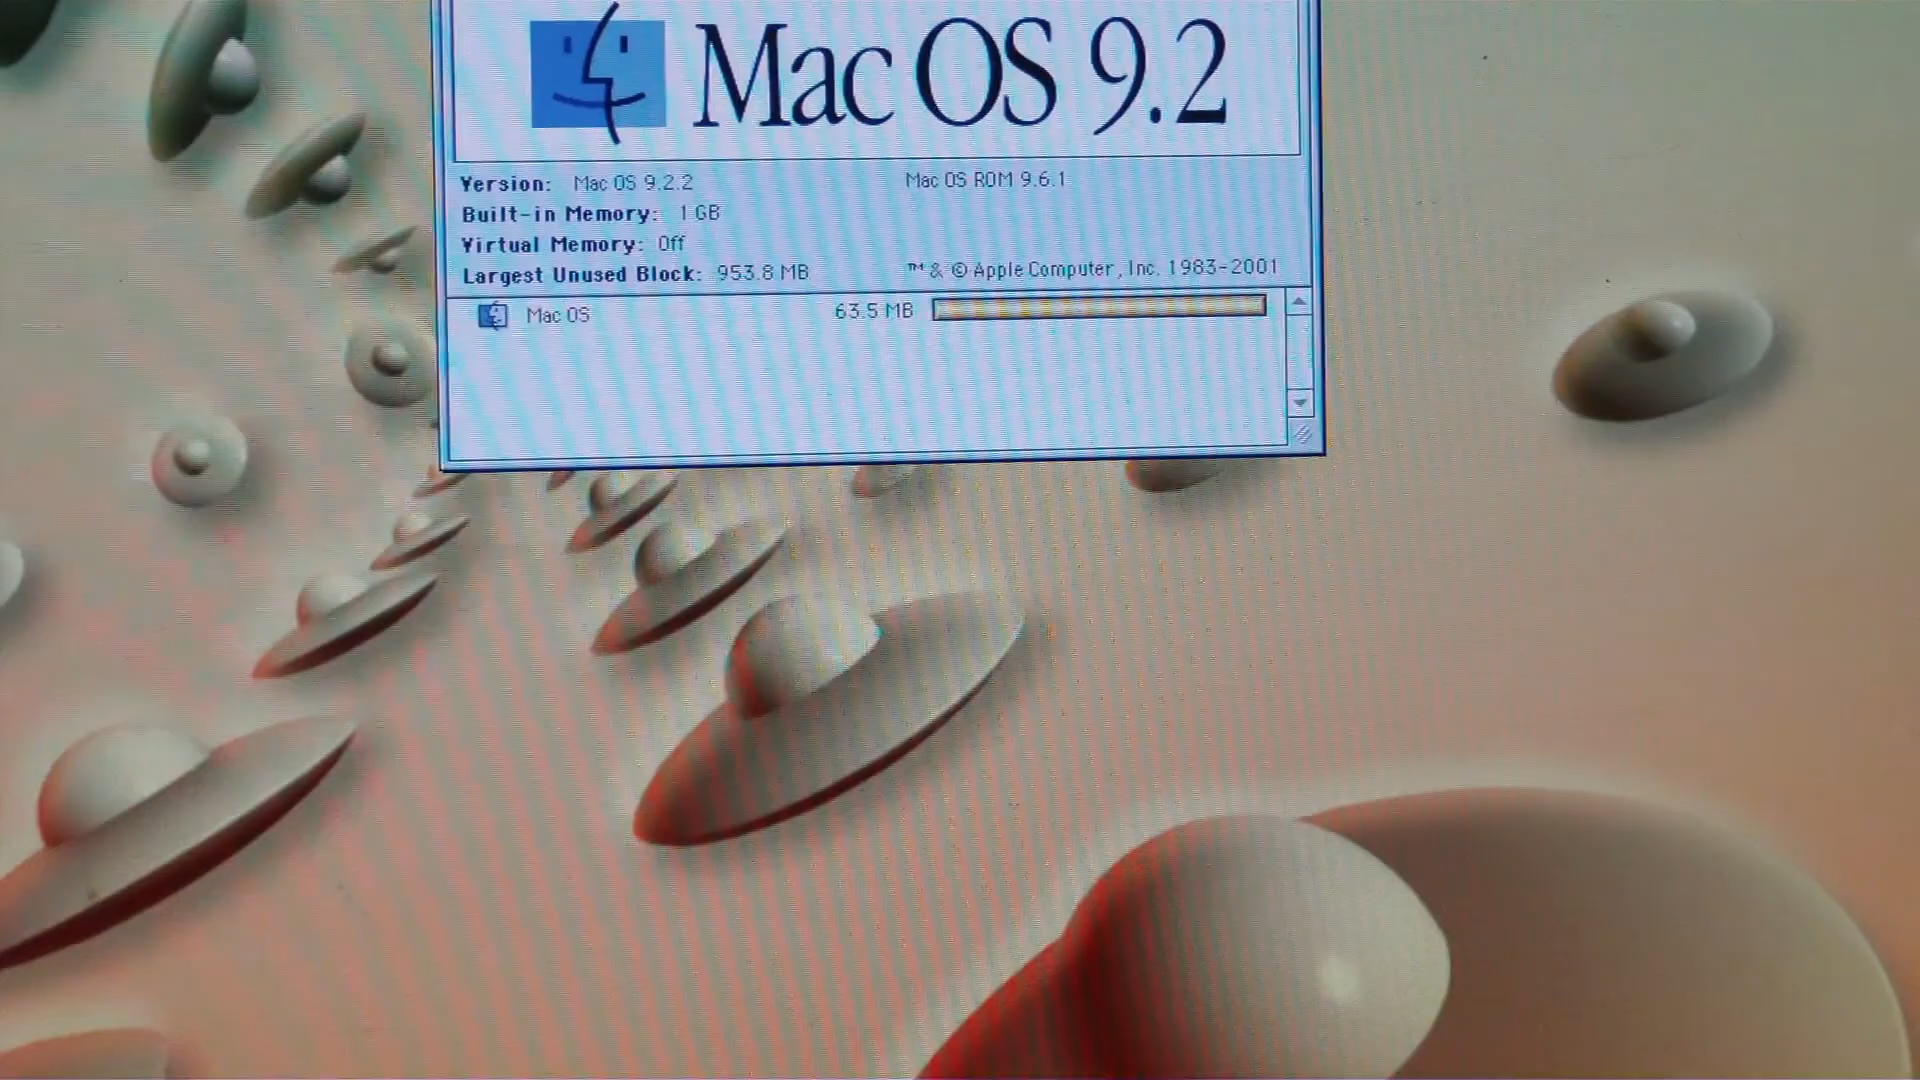 Mac OS 9.2
Version: Mac OS 9.2.2 Mac OS ROM 9.6.1
Built-in Memory: 1 GB
Virtual Memory: Off
Largest Unused Block: 953.8 MB ™ & © Apple Computer, Inc. 1983-2001
Mac OS 63.5 MB